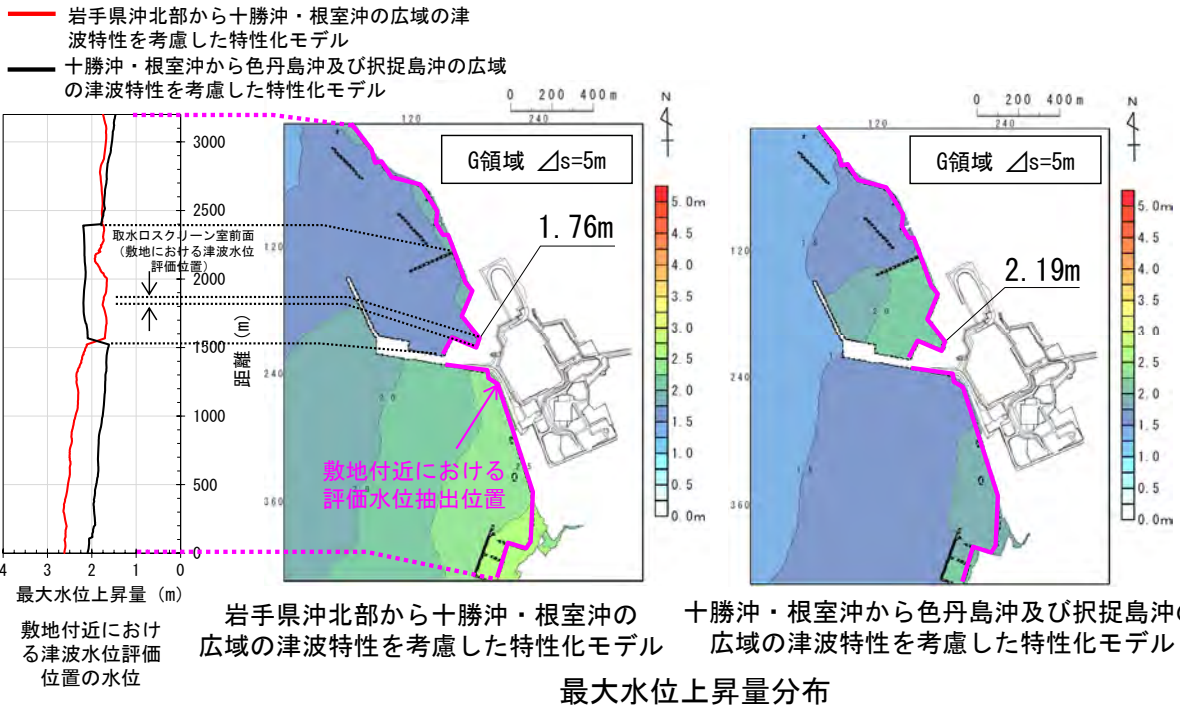 岩手県沖北部から十勝沖・根室沖の広域の津
波特性を考慮した特性化モデル
十勝沖・根室沖から色丹島沖及び択捉島沖の広域
の津波特性を考慮した特性化モデル
3000
2500
2000
1500
1000
500
0
距離 (m)
4 3 2 1 0
最大水位上昇量 (m)
取水口スクリーン室前面
(敷地における津波水位
評価位置)
敷地付近におけ
る津波水位評価
位置の水位
0 200 400m
N
120 240
G領域 ⊿s=5m
1.76m
120
240
360
敷地付近における
評価水位抽出位置
5.0m
4.5
4.0
3.5
3.0
2.5
2.0
1.5
1.0
0.5
0.0m
岩手県沖北部から十勝沖・根室沖の
広域の津波特性を考慮した特性化モデル
0 200 400m
N
120 240
G領域 ⊿s=5m
2.19m
120
240
360
5.0m
4.5
4.0
3.5
3.0
2.5
2.0
1.5
1.0
0.5
0.0m
十勝沖・根室沖から色丹島沖及び択捉島沖の
広域の津波特性を考慮した特性化モデル
最大水位上昇量分布